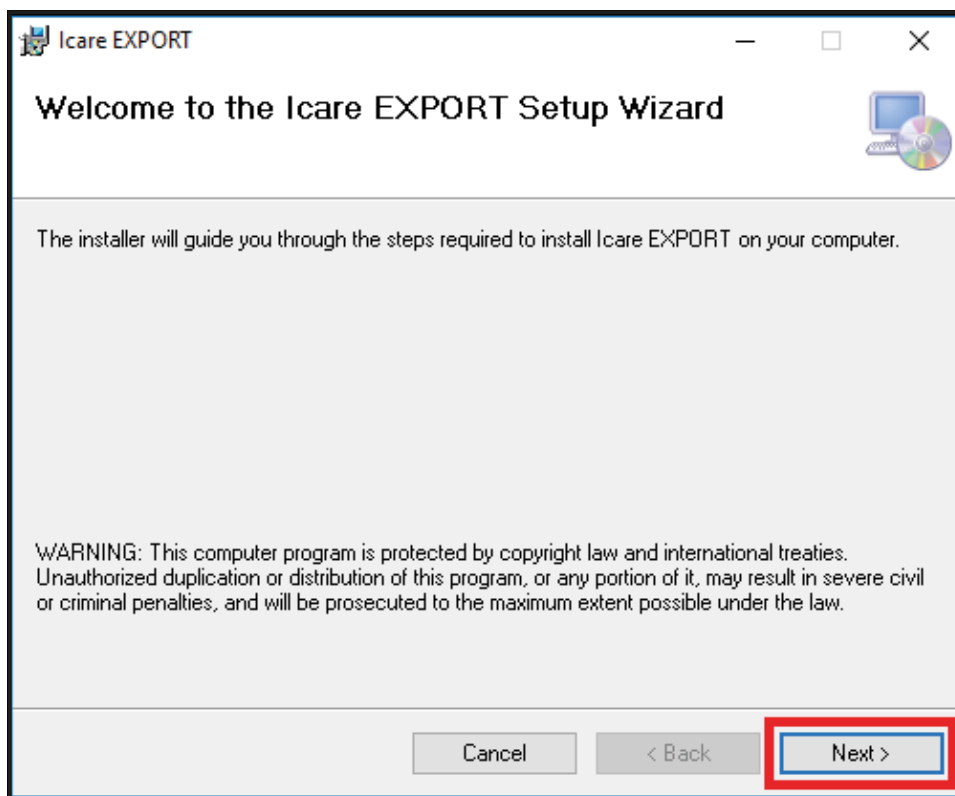 Icare EXPORT
Welcome to the Icare EXPORT Setup Wizard
The installer will guide you through the steps required to install Icare EXPORT on your computer.
WARNING: This computer program is protected by copyright law and international treaties.
Unauthorized duplication or distribution of this program, or any portion of it, may result in severe civil
or criminal penalties, and will be prosecuted to the maximum extent possible under the law.
Cancel < Back Next >